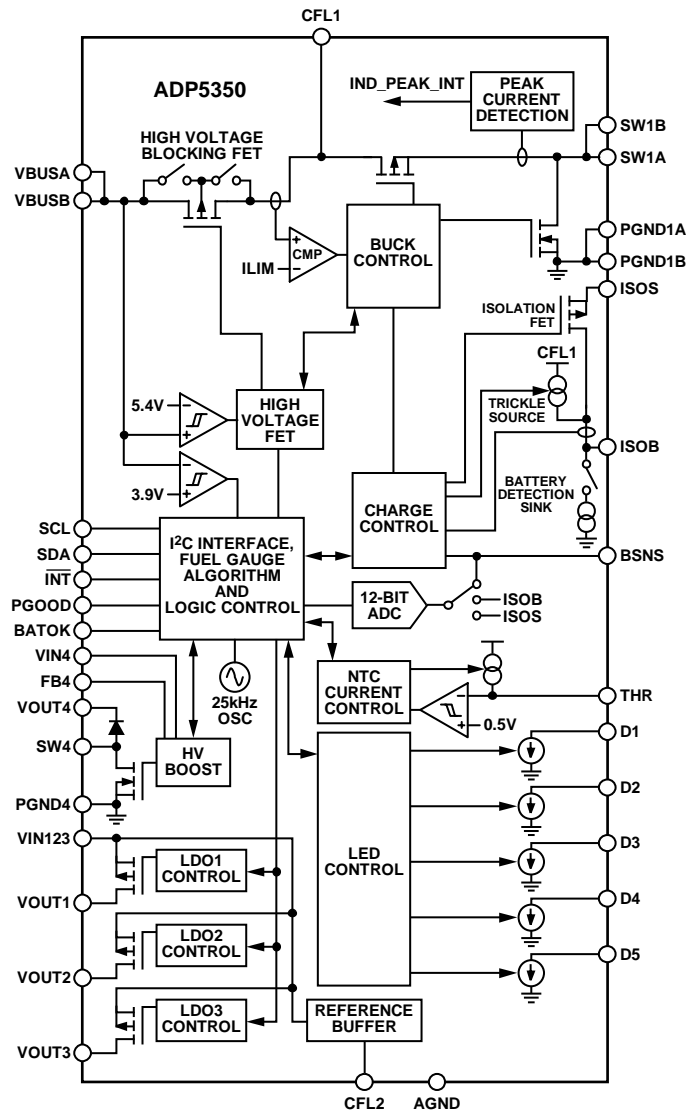 CFL1
ADP5350
IND_PEAK_INT
PEAK
CURRENT
DETECTION
HIGH VOLTAGE
BLOCKING FET
SW1B
SW1A
VBUSA
VBUSB
PGND1A
PGND1B
+
CMP
–
ILIM
BUCK
CONTROL
ISOS
ISOLATION
FET
CFL1
TRICKLE
SOURCE
5.4V
–
+
HIGH
VOLTAGE
FET
ISOB
–
+
3.9V
BATTERY
DETECTION
SINK
CHARGE
CONTROL
SCL
SDA
INT
PGOOD
BATOK
I2C INTERFACE,
FUEL GAUGE
ALGORITHM
AND
LOGIC CONTROL
BSNS
12-BIT
ADC
ISOB
ISOS
VIN4
FB4
VOUT4
SW4
PGND4
25kHz
OSC
HV
BOOST
NTC
CURRENT
CONTROL
–
+
0.5V
THR
D1
D2
D3
D4
D5
LED
CONTROL
VIN123
LDO1
CONTROL
VOUT1
LDO2
CONTROL
VOUT2
LDO3
CONTROL
VOUT3
REFERENCE
BUFFER
CFL2
AGND